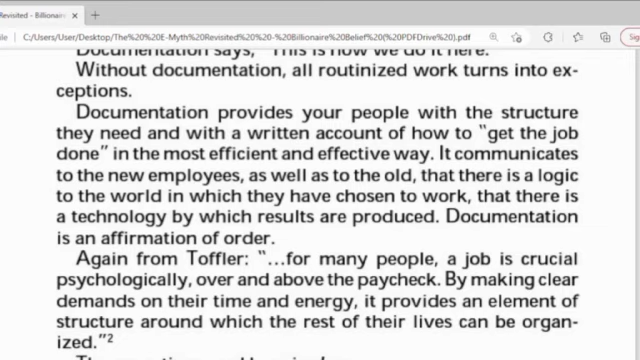 Revisited - Billionaire
C:/Users/User/Desktop/The%20%20E-Myth%20Revisited%20%20-%20Billionaire%20Belief%20(%20PDFDrive%20).pdf
Documentation says, "This is how we do it here."
Without documentation, all routinized work turns into ex-
ceptions.
Documentation provides your people with the structure
they need and with a written account of how to "get the job
done" in the most efficient and effective way. It communicates
to the new employees, as well as to the old, that there is a logic
to the world in which they have chosen to work, that there is
a technology by which results are produced. Documentation
is an affirmation of order.
Again from Toffler: "…for many people, a job is crucial
psychologically, over and above the paycheck. By making clear
demands on their time and energy, it provides an element of
structure around which the rest of their lives can be organ-
ized."2